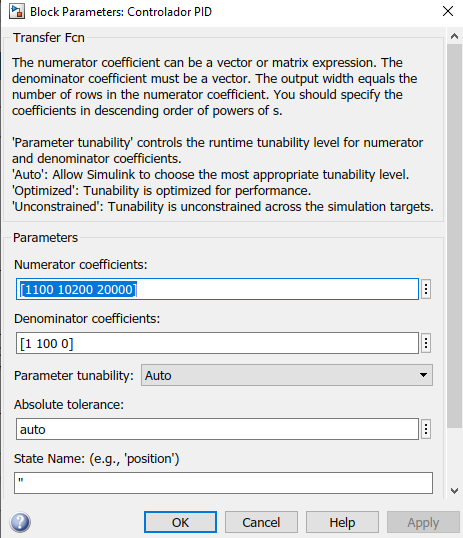 Block Parameters: Controlador PID
Transfer Fcn
The numerator coefficient can be a vector or matrix expression. The
denominator coefficient must be a vector. The output width equals the
number of rows in the numerator coefficient. You should specify the
coefficients in descending order of powers of s.
'Parameter tunability' controls the runtime tunability level for numerator
and denominator coefficients.
'Auto': Allow Simulink to choose the most appropriate tunability level.
'Optimized': Tunability is optimized for performance.
'Unconstrained': Tunability is unconstrained across the simulation targets.
Parameters
Numerator coefficients:
[1100 10200 20000]
Denominator coefficients:
[1 100 0]
Parameter tunability: Auto
Absolute tolerance:
auto
State Name: (e.g., 'position')
''
OK Cancel Help Apply